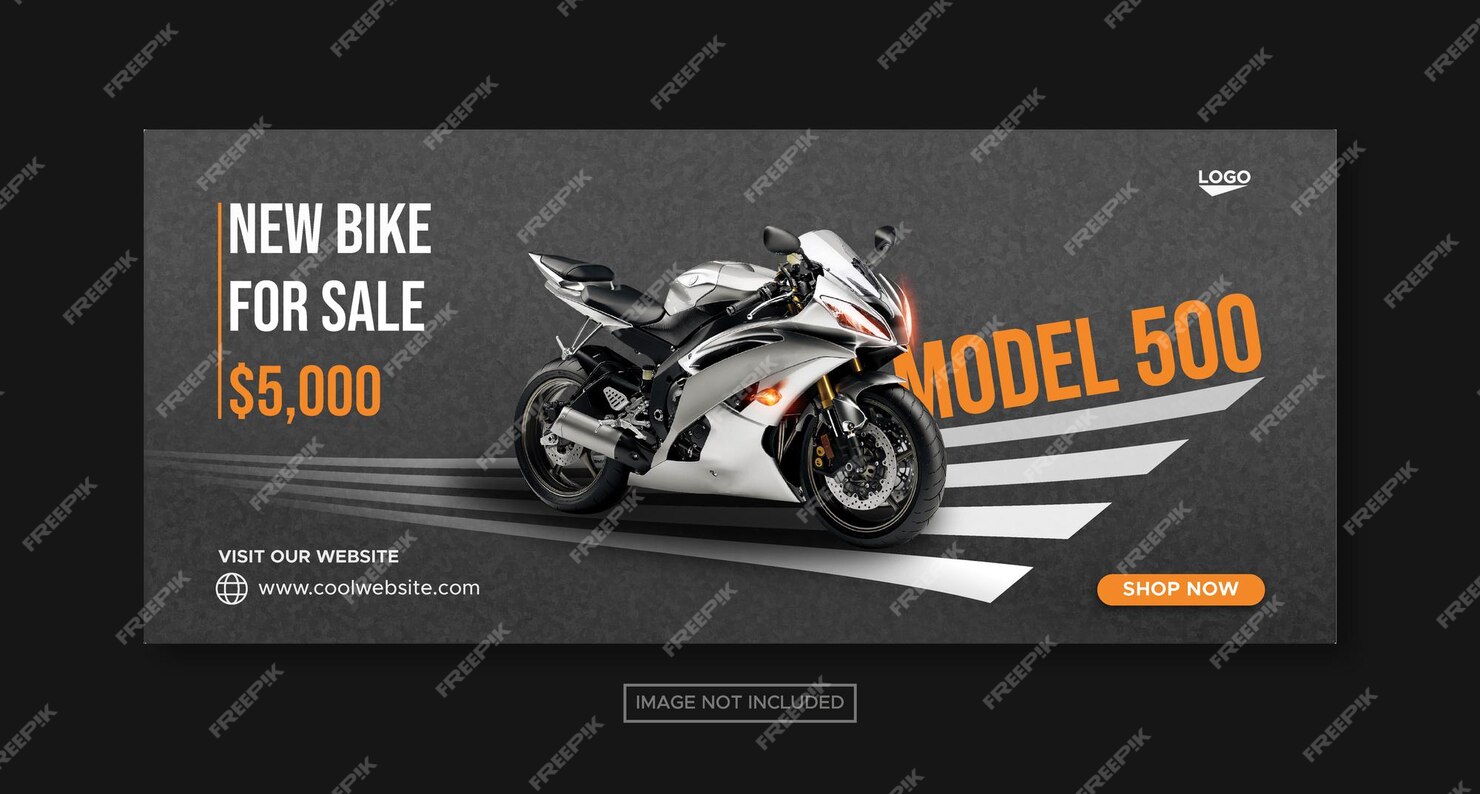 NEW BIKE
FOR SALE
$5,000
LOGO
MODEL 500
VISIT OUR WEBSITE
www.coolwebsite.com
SHOP NOW
IMAGE NOT INCLUDED
FREEPIK